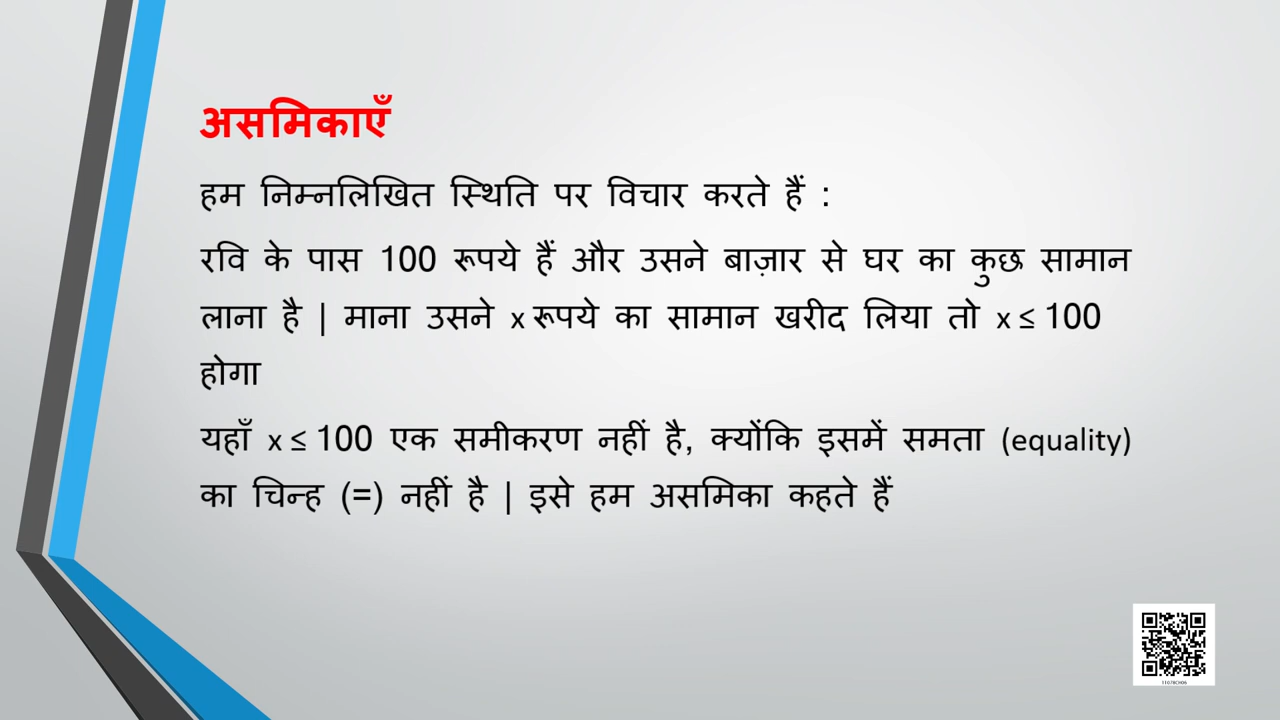 असमिकाएँ
हम निम्नलिखित स्थिति पर विचार करते हैं :
रवि के पास 100 रूपये हैं और उसने बाज़ार से घर का कुछ सामान
लाना है | माना उसने x रूपये का सामान खरीद लिया तो x ≤ 100
होगा
यहाँ x ≤ 100 एक समीकरण नहीं है, क्योंकि इसमें समता (equality)
का चिन्ह (=) नहीं है | इसे हम असमिका कहते हैं